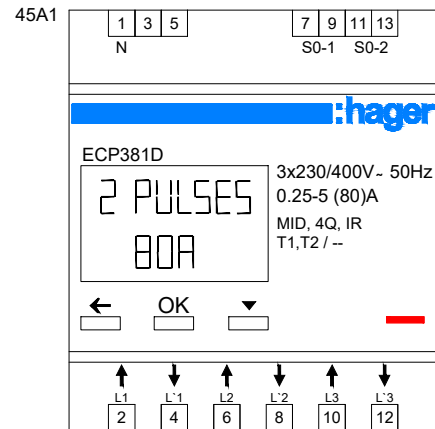 45A1
1 3 5 7 9 11 13
N S0-1 S0-2
:hager
ECP381D
3x230/400V~ 50Hz
0.25-5 (80)A
MID, 4Q, IR
T1,T2 / --
2 PULSES
80A
OK
L1 L`1 L2 L`2 L3 L`3
2 4 6 8 10 12